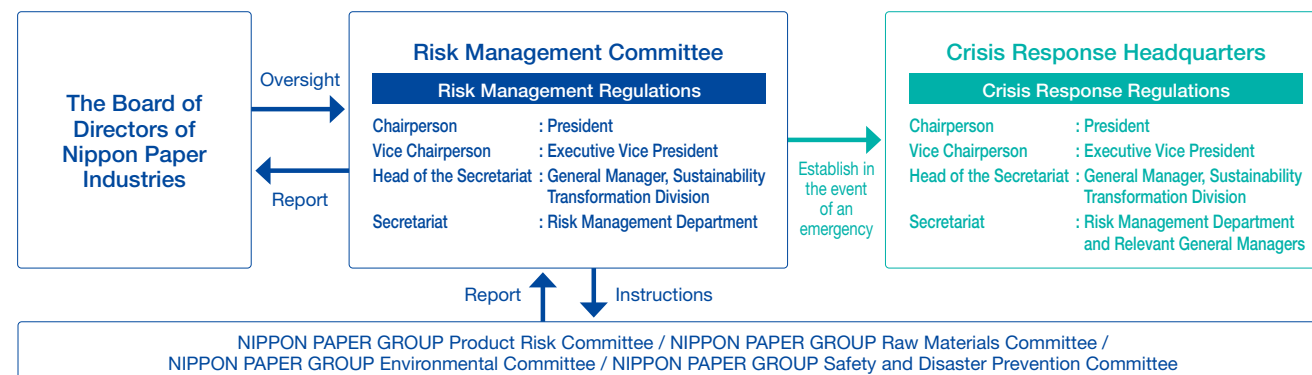 The Board of
Directors of
Nippon Paper
Industries
Oversight
Report
Risk Management Committee
Risk Management Regulations
Chairperson : President
Vice Chairperson : Executive Vice President
Head of the Secretariat : General Manager, Sustainability
Transformation Division
Secretariat : Risk Management Department
Establish in
the event
of an
emergency
Crisis Response Headquarters
Crisis Response Regulations
Chairperson : President
Vice Chairperson : Executive Vice President
Head of the Secretariat : General Manager, Sustainability
Transformation Division
Secretariat : Risk Management Department
and Relevant General Managers
Report
Instructions
NIPPON PAPER GROUP Product Risk Committee / NIPPON PAPER GROUP Raw Materials Committee /
NIPPON PAPER GROUP Environmental Committee / NIPPON PAPER GROUP Safety and Disaster Prevention Committee